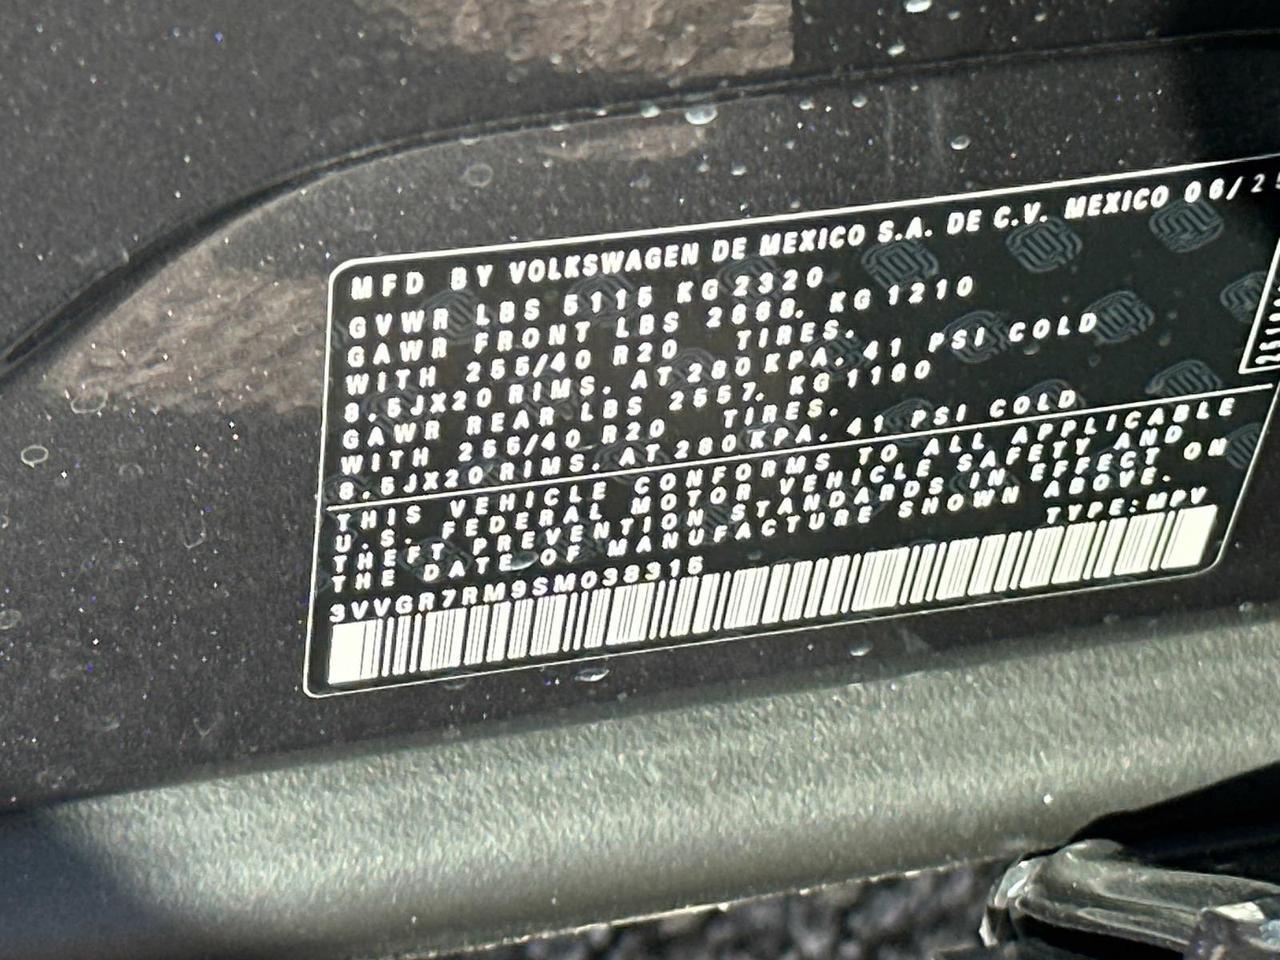 MFD BY VOLKSWAGEN DE MEXICO S.A. DE C.V. MEXICO 06/25
GVWR LBS 5115 KG 2320
GAWR FRONT LBS 2668. KG 1210
WITH 255/40 R20 TIRES.
8.5JX20 RIMS. AT 280 KPA. 41 PSI COLD
GAWR REAR LBS 2557. KG 1160
WITH 255/40 R20 TIRES.
8.5JX20 RIMS. AT 280 KPA. 41 PSI COLD
THIS VEHICLE CONFORMS TO ALL APPLICABLE
U.S. FEDERAL MOTOR VEHICLE SAFETY AND
THEFT PREVENTION STANDARDS IN EFFECT ON
THE DATE OF MANUFACTURE SHOWN ABOVE.
3VVGR7RM9SM038315 TYPE: MPV